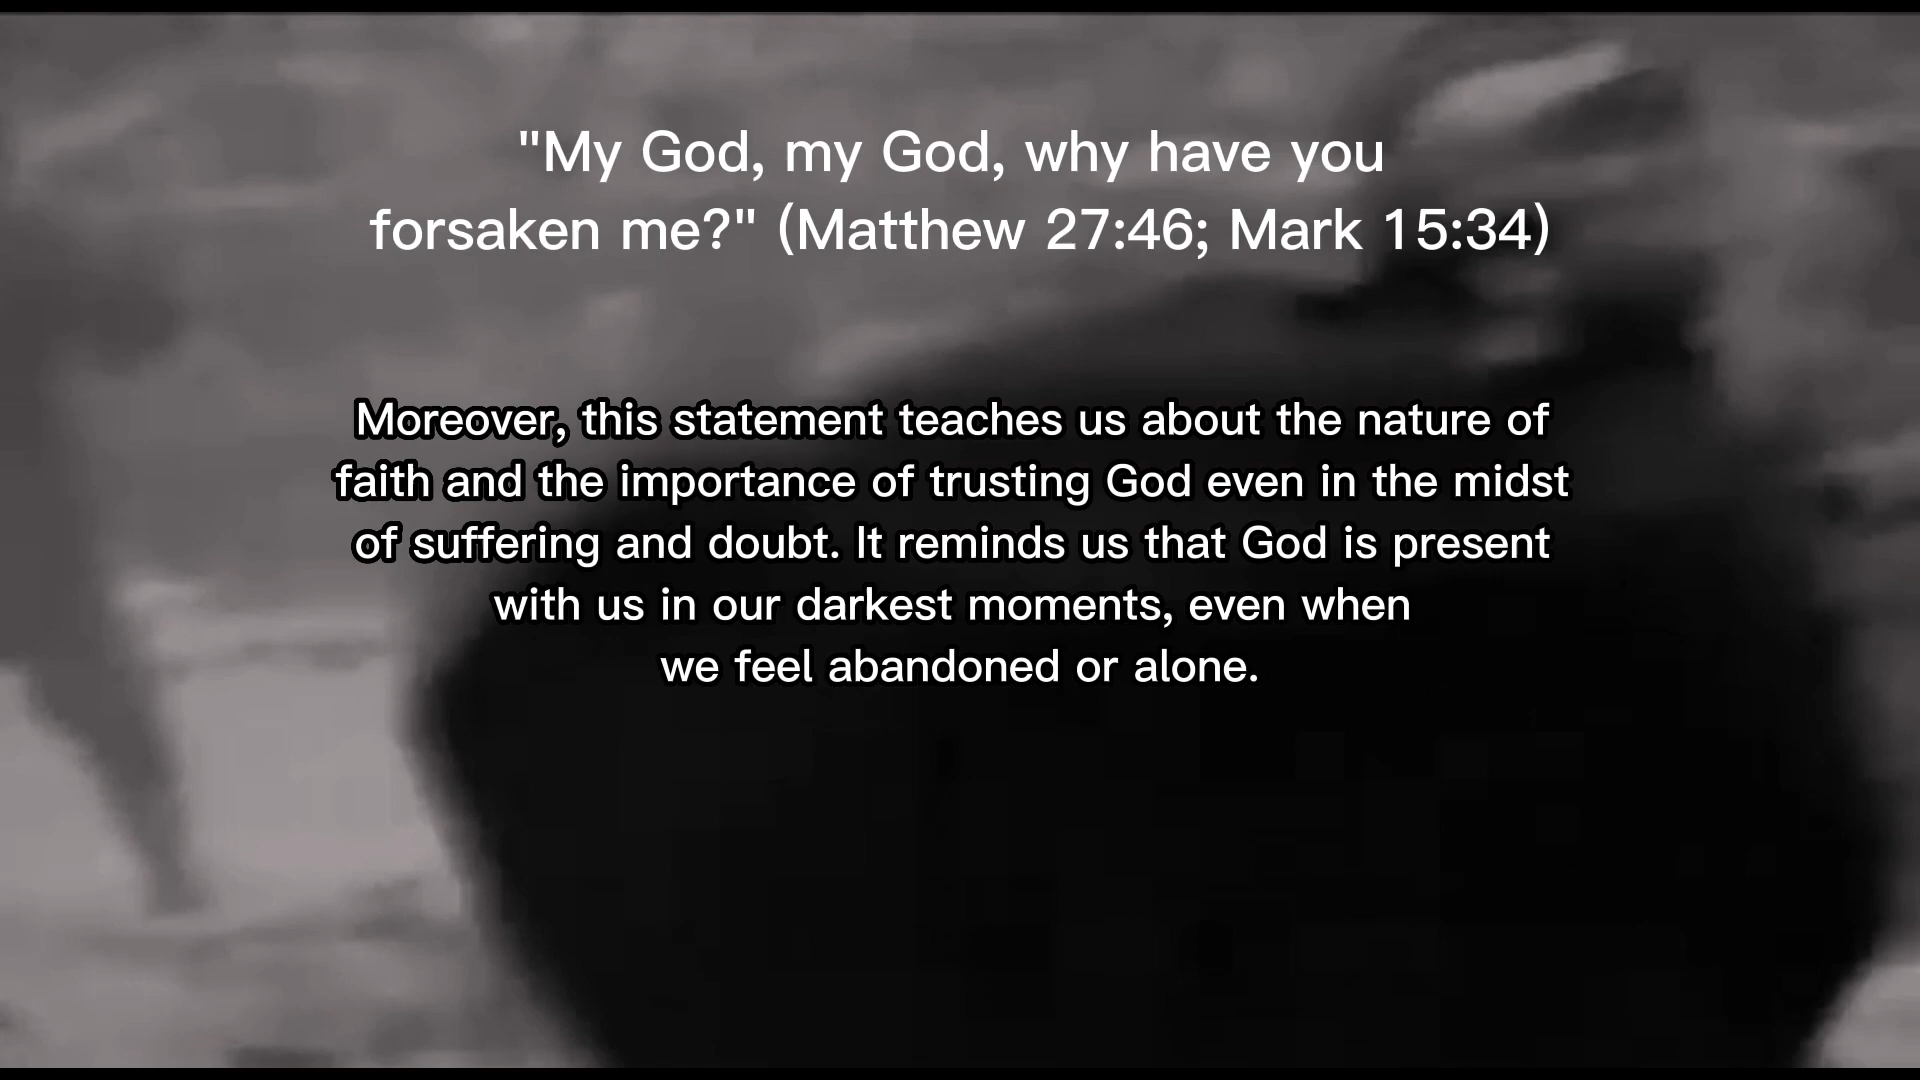 "My God, my God, why have you
forsaken me?" (Matthew 27:46; Mark 15:34)
Moreover, this statement teaches us about the nature of
faith and the importance of trusting God even in the midst
of suffering and doubt. It reminds us that God is present
with us in our darkest moments, even when
we feel abandoned or alone.